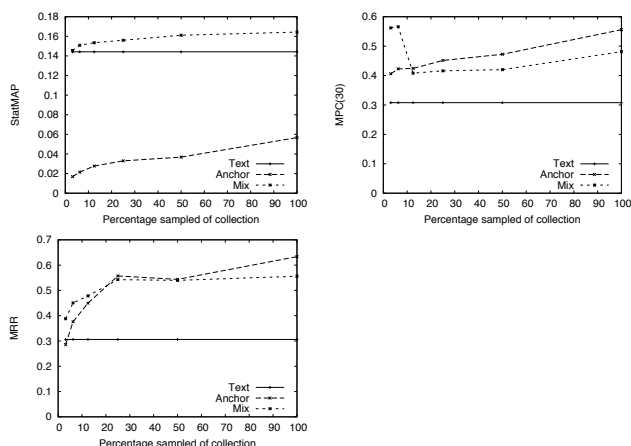 0.18
0.16
0.14
0.12
0.1
0.08
0.06
0.04
0.02
0
StatMAP
Text
Anchor
Mix
0 10 20 30 40 50 60 70 80 90 100
Percentage sampled of collection
0.6
0.5
0.4
0.3
0.2
0.1
0
MPC(30)
Text
Anchor
Mix
0 10 20 30 40 50 60 70 80 90 100
Percentage sampled of collection
0.7
0.6
0.5
0.4
0.3
0.2
0.1
0
MRR
Text
Anchor
Mix
0 10 20 30 40 50 60 70 80 90 100
Percentage sampled of collection